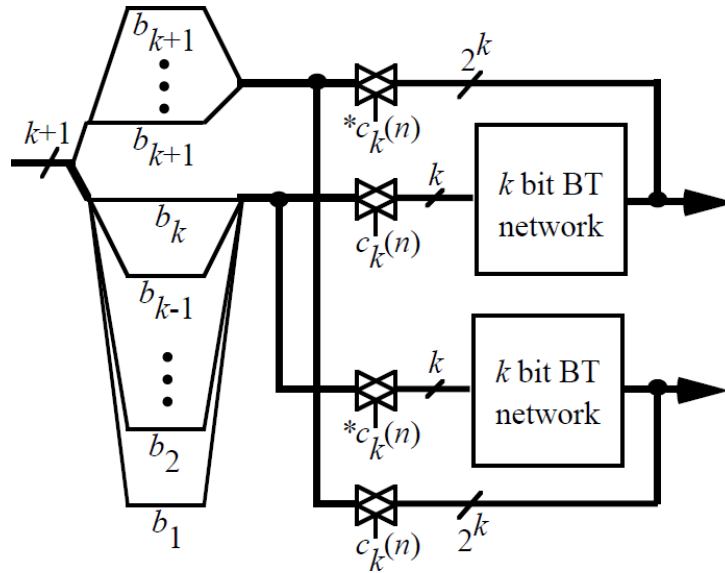 b_{k+1}
2^k
k+1
b_{k+1}
*c_k(n)
k
k bit BT
network
b_k
c_k(n)
b_{k-1}
k
k bit BT
network
*c_k(n)
b_2
b_1
c_k(n)
2^k